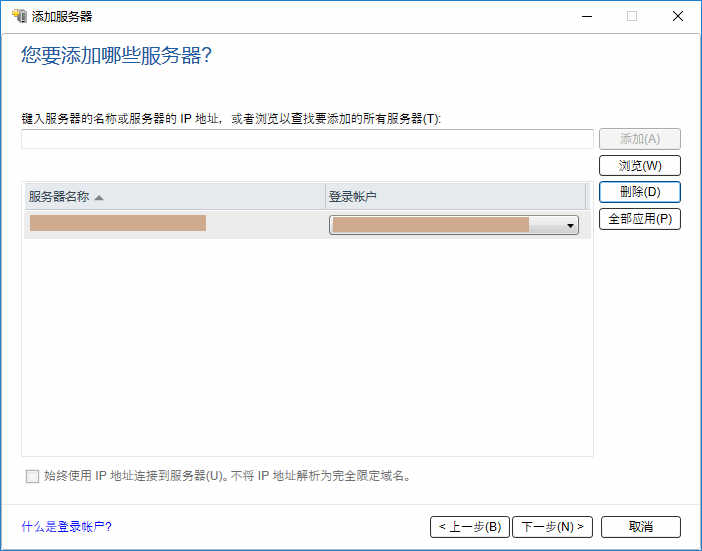 添加服务器
您要添加哪些服务器?
键入服务器的名称或服务器的 IP 地址，或者浏览以查找要添加的所有服务器(T):
添加(A)
浏览(W)
服务器名称 登录帐户
删除(D)
全部应用(P)
始终使用 IP 地址连接到服务器(U)。不将 IP 地址解析为完全限定域名。
什么是登录帐户?
< 上一步(B) 下一步(N) > 取消